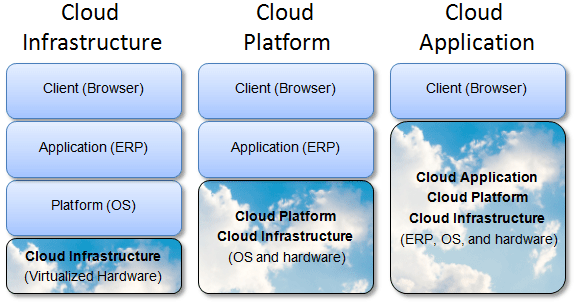 Cloud
Infrastructure
Client (Browser)
Application (ERP)
Platform (OS)
Cloud Infrastructure
(Virtualized Hardware)
Cloud
Platform
Client (Browser)
Application (ERP)
Cloud Platform
Cloud Infrastructure
(OS and hardware)
Cloud
Application
Client (Browser)
Cloud Application
Cloud Platform
Cloud Infrastructure
(ERP, OS, and hardware)